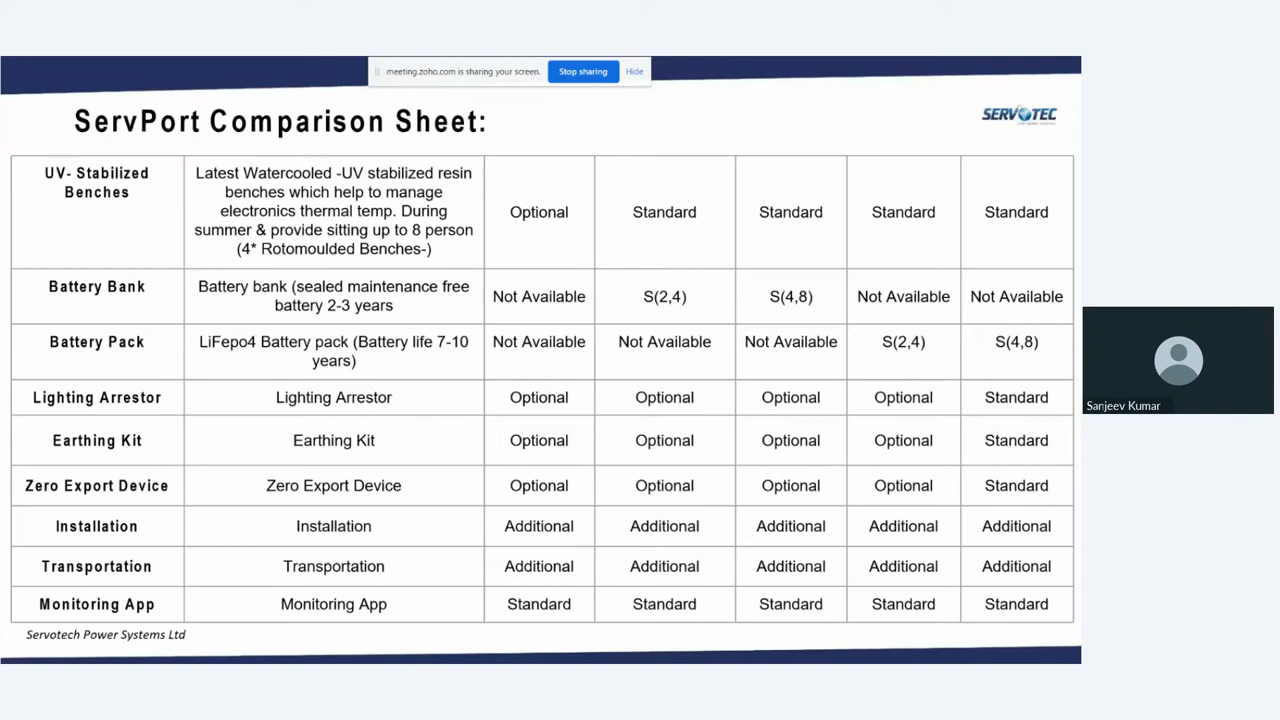 meeting.zoho.com is sharing your screen. Stop sharing Hide
ServPort Comparison Sheet:
SERVOTEC
UV- Stabilized
Benches
Latest Watercooled -UV stabilized resin
benches which help to manage
electronics thermal temp. During
summer & provide sitting up to 8 person
(4* Rotomoulded Benches-)
Optional
Standard
Standard
Standard
Standard
Battery Bank
Battery bank (sealed maintenance free
battery 2-3 years
Not Available
S(2,4)
S(4,8)
Not Available
Not Available
Battery Pack
LiFepo4 Battery pack (Battery life 7-10
years)
Not Available
Not Available
Not Available
S(2,4)
S(4,8)
Lighting Arrestor
Lighting Arrestor
Optional
Optional
Optional
Optional
Standard
Earthing Kit
Earthing Kit
Optional
Optional
Optional
Optional
Standard
Zero Export Device
Zero Export Device
Optional
Optional
Optional
Optional
Standard
Installation
Installation
Additional
Additional
Additional
Additional
Additional
Transportation
Transportation
Additional
Additional
Additional
Additional
Additional
Monitoring App
Monitoring App
Standard
Standard
Standard
Standard
Standard
Servotech Power Systems Ltd
Sanjeev Kumar